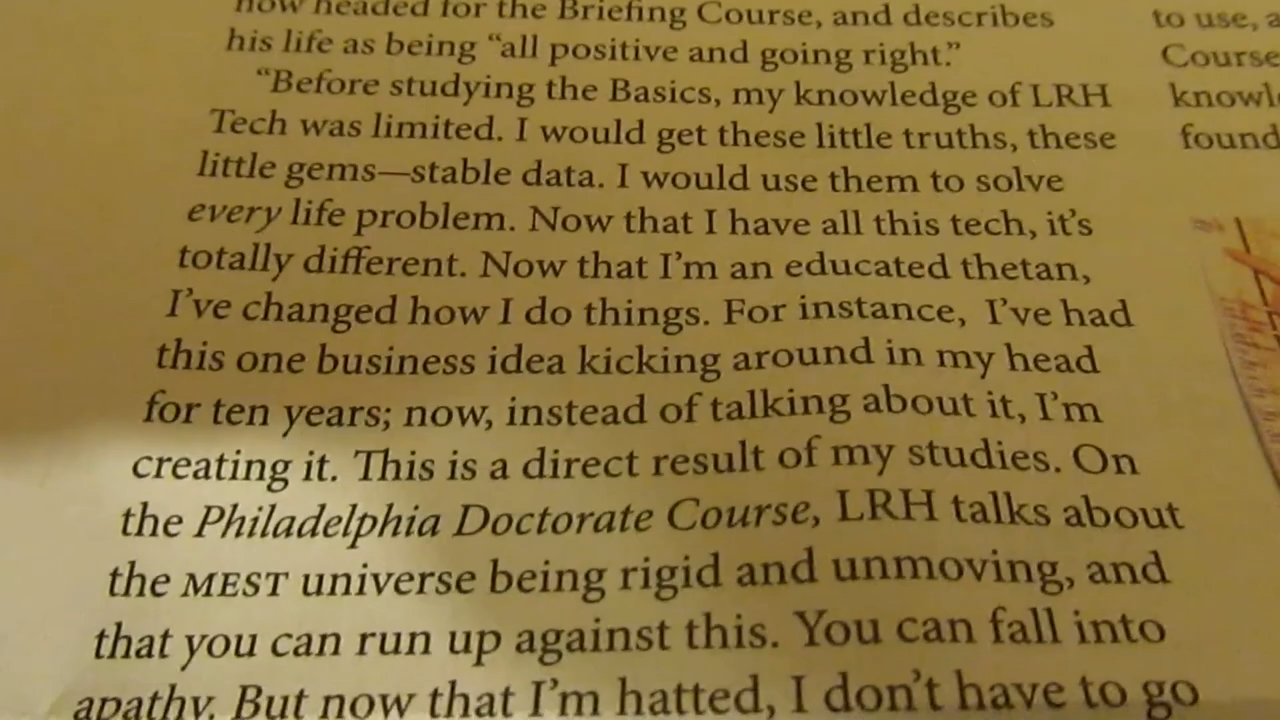 now headed for the Briefing Course, and describes
his life as being “all positive and going right.”
“Before studying the Basics, my knowledge of LRH
Tech was limited. I would get these little truths, these
little gems—stable data. I would use them to solve
every life problem. Now that I have all this tech, it’s
totally different. Now that I’m an educated thetan,
I’ve changed how I do things. For instance, I’ve had
this one business idea kicking around in my head
for ten years; now, instead of talking about it, I’m
creating it. This is a direct result of my studies. On
the Philadelphia Doctorate Course, LRH talks about
the MEST universe being rigid and unmoving, and
that you can run up against this. You can fall into
apathy. But now that I’m hatted, I don’t have to go
to use,
Course
found